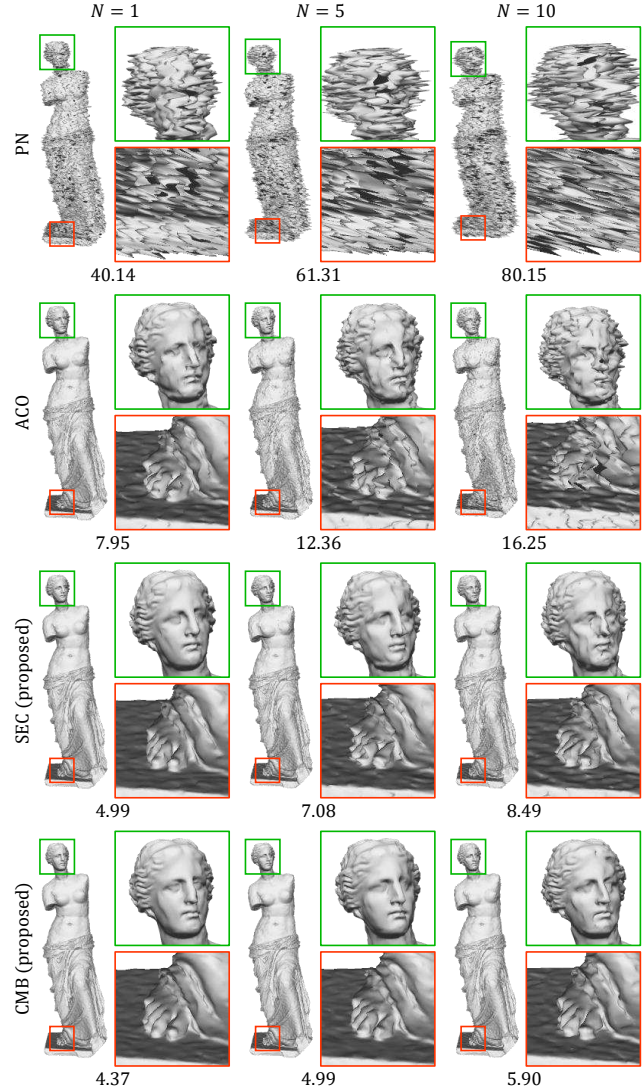 N = 1 N = 5 N = 10
PN
40.14 61.31 80.15
ACO
7.95 12.36 16.25
SEC (proposed)
4.99 7.08 8.49
CMB (proposed)
4.37 4.99 5.90